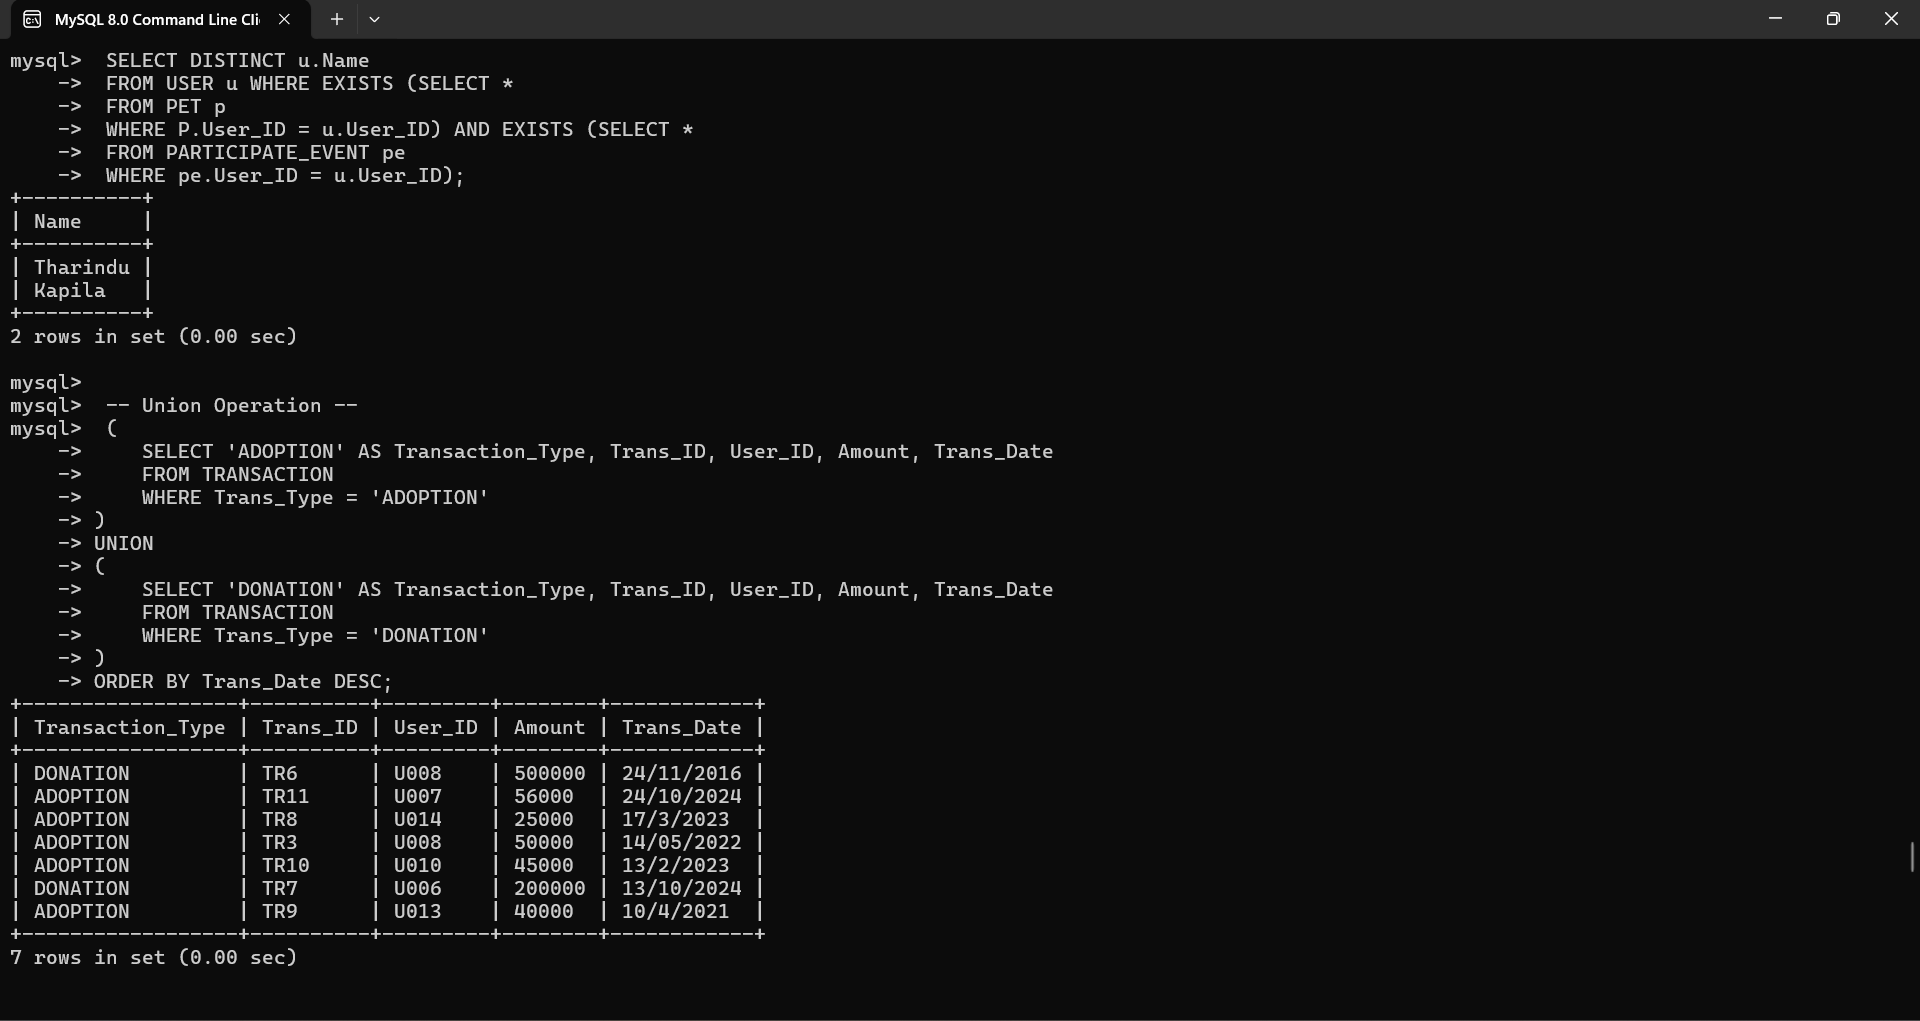 MySQL 8.0 Command Line Cli
mysql>  SELECT DISTINCT u.Name
    ->  FROM USER u WHERE EXISTS (SELECT *
    ->  FROM PET p
    ->  WHERE P.User_ID = u.User_ID) AND EXISTS (SELECT *
    ->  FROM PARTICIPATE_EVENT pe
    ->  WHERE pe.User_ID = u.User_ID);
+----------+
| Name     |
+----------+
| Tharindu |
| Kapila   |
+----------+
2 rows in set (0.00 sec)
mysql>
mysql>  -- Union Operation --
mysql>  (
    ->     SELECT 'ADOPTION' AS Transaction_Type, Trans_ID, User_ID, Amount, Trans_Date
    ->     FROM TRANSACTION
    ->     WHERE Trans_Type = 'ADOPTION'
    -> )
    -> UNION
    -> (
    ->     SELECT 'DONATION' AS Transaction_Type, Trans_ID, User_ID, Amount, Trans_Date
    ->     FROM TRANSACTION
    ->     WHERE Trans_Type = 'DONATION'
    -> )
    -> ORDER BY Trans_Date DESC;
+------------------+----------+---------+--------+------------+
| Transaction_Type | Trans_ID | User_ID | Amount | Trans_Date |
+------------------+----------+---------+--------+------------+
| DONATION         | TR6      | U008    | 500000 | 24/11/2016 |
| ADOPTION         | TR11     | U007    | 56000  | 24/10/2024 |
| ADOPTION         | TR8      | U014    | 25000  | 17/3/2023  |
| ADOPTION         | TR3      | U008    | 50000  | 14/05/2022 |
| ADOPTION         | TR10     | U010    | 45000  | 13/2/2023  |
| DONATION         | TR7      | U006    | 200000 | 13/10/2024 |
| ADOPTION         | TR9      | U013    | 40000  | 10/4/2021  |
+------------------+----------+---------+--------+------------+
7 rows in set (0.00 sec)